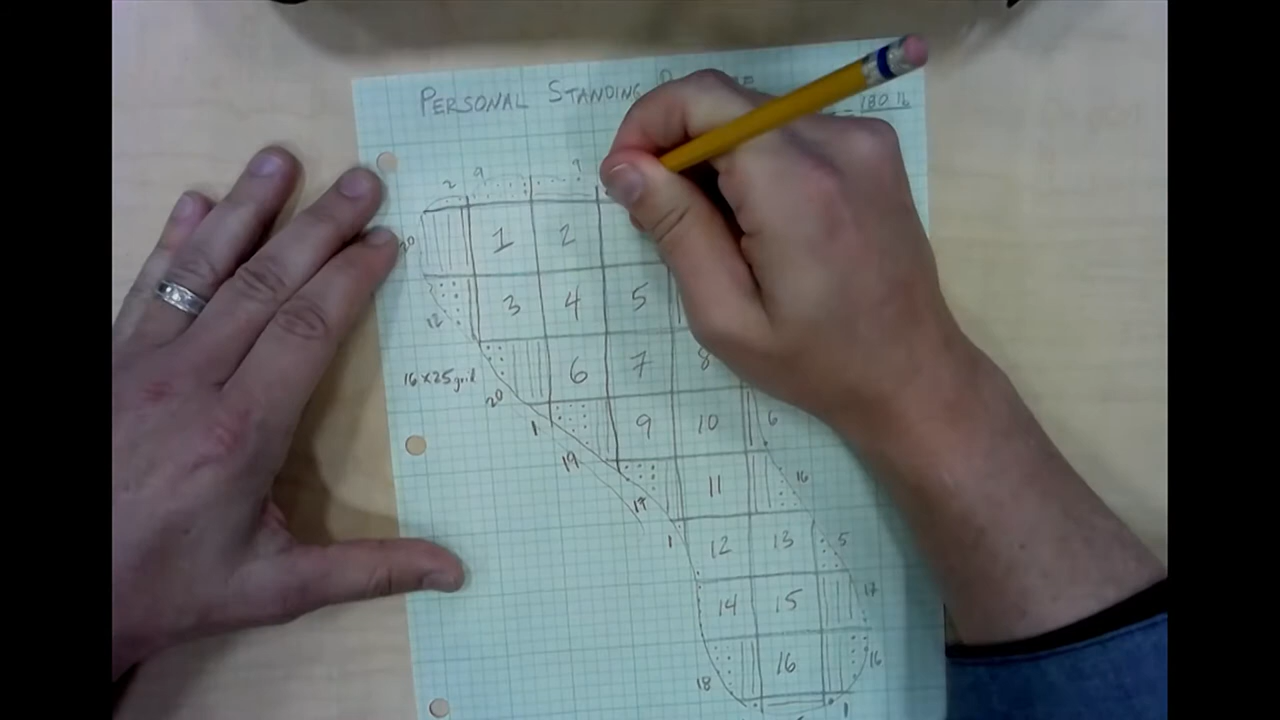 PERSONAL STANDING
180 lb
2 9 9
20 1 2
12 3 4 5
16 x 25 grid 6 7 8
20
1 9 10 6
19 11 16
19
1 12 13 5
14 15 17
18 16 16
1